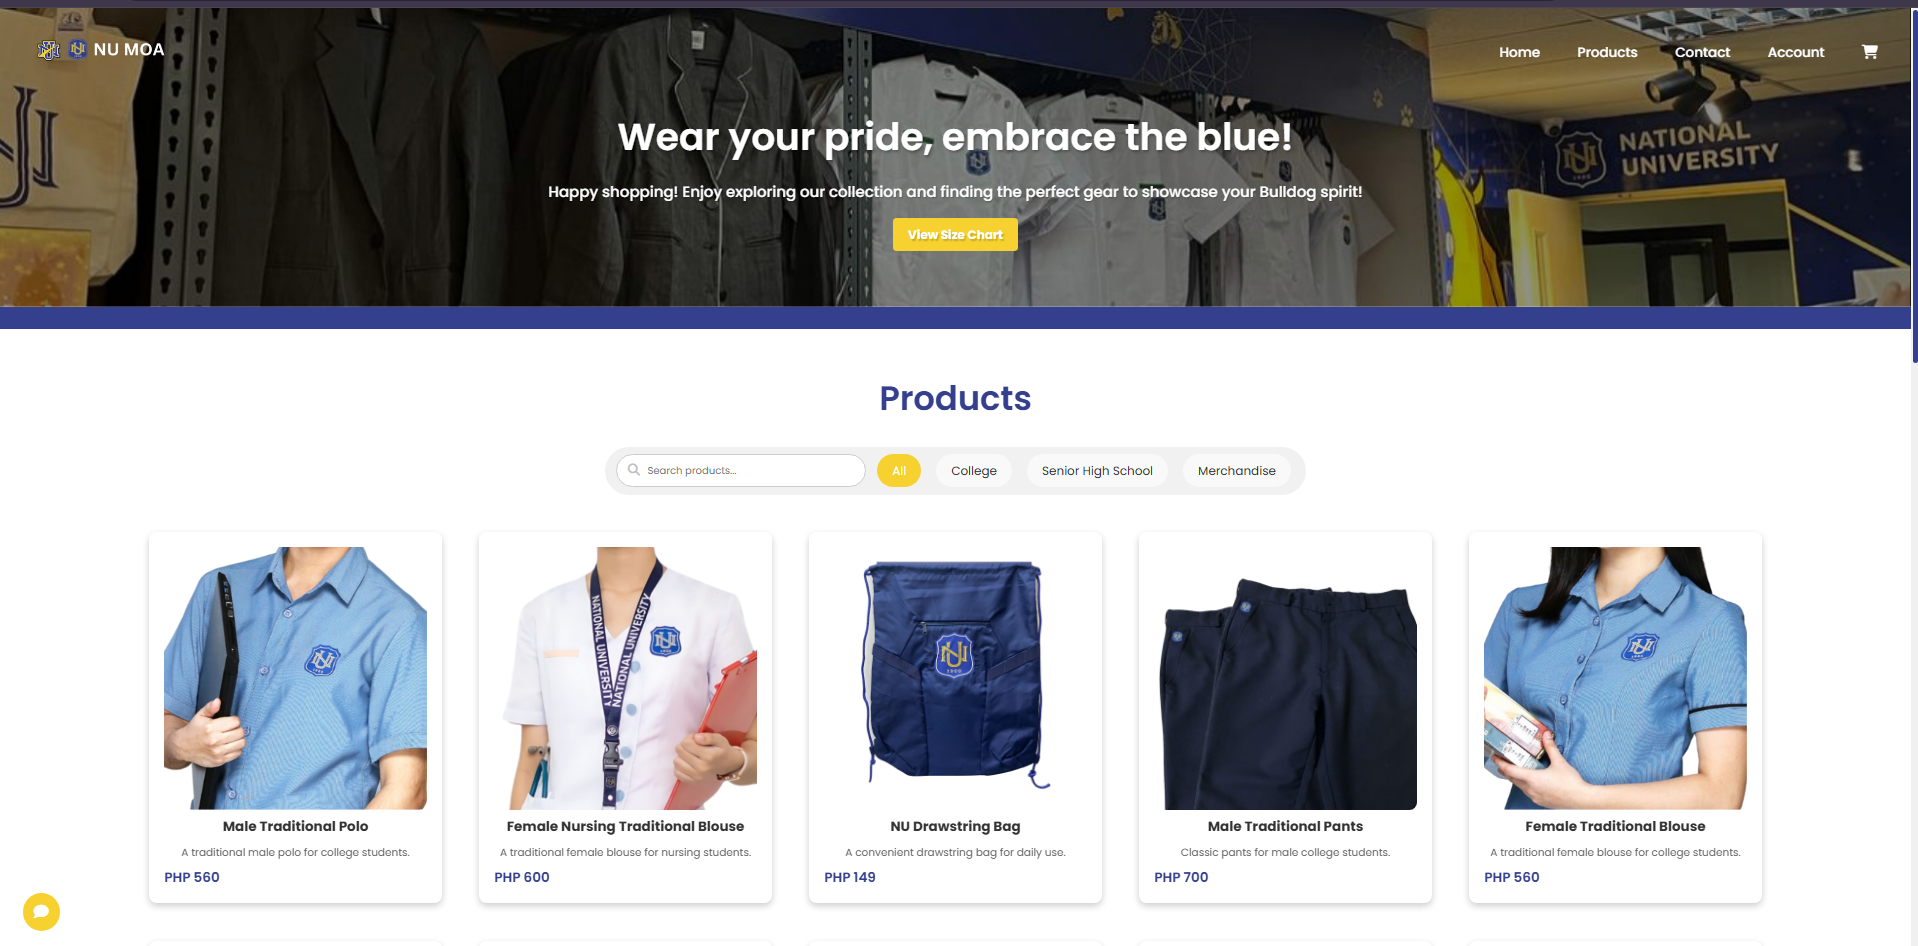 NU MOA
Home
Products
Contact
Account
NATIONAL
UNIVERSITY
Wear your pride, embrace the blue!
Happy shopping! Enjoy exploring our collection and finding the perfect gear to showcase your Bulldog spirit!
View Size Chart
Products
Search products...
All
College
Senior High School
Merchandise
NATIONAL UNIVERSITY
NATIONAL UNIVERSITY
Male Traditional Polo
A traditional male polo for college students.
PHP 560
Female Nursing Traditional Blouse
A traditional female blouse for nursing students.
PHP 600
NU Drawstring Bag
A convenient drawstring bag for daily use.
PHP 149
Male Traditional Pants
Classic pants for male college students.
PHP 700
Female Traditional Blouse
A traditional female blouse for college students.
PHP 560